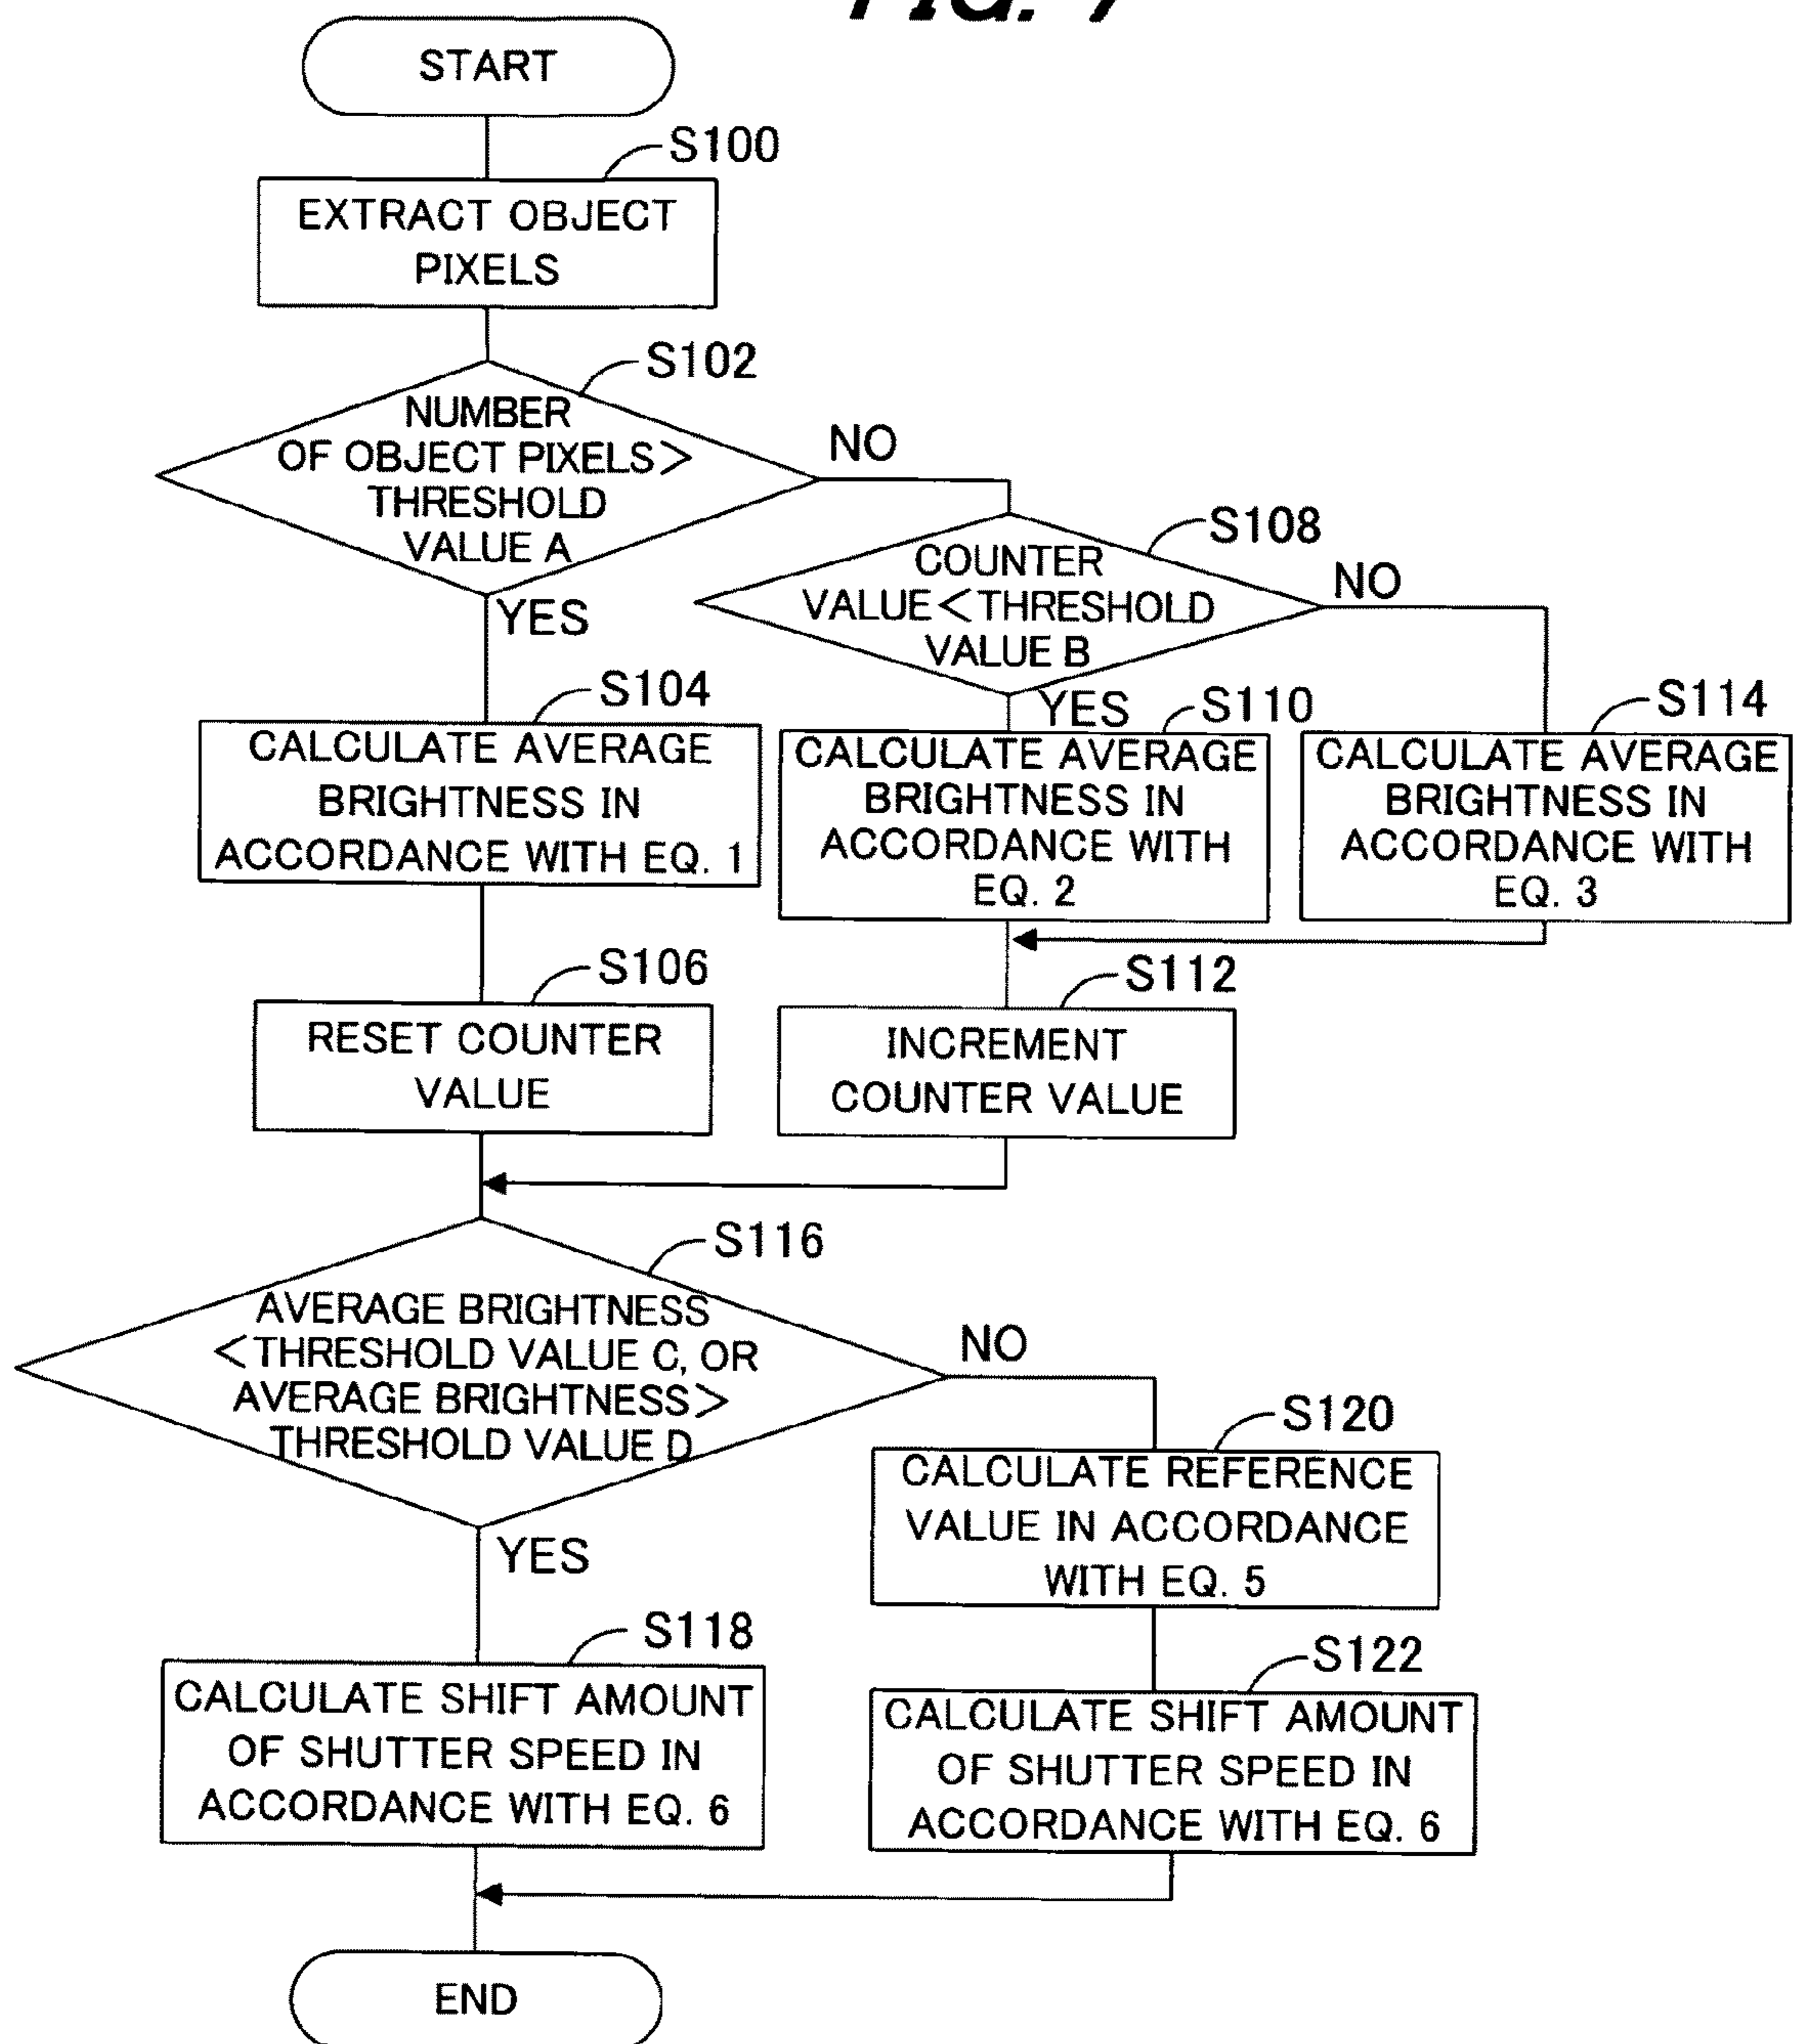 START
S100
EXTRACT OBJECT
PIXELS
S102
NUMBER
OF OBJECT PIXELS>
THRESHOLD
VALUE A
NO
YES
S108
COUNTER
VALUE<THRESHOLD
VALUE B
NO
YES
S104
CALCULATE AVERAGE
BRIGHTNESS IN
ACCORDANCE WITH EQ. 1
S110
CALCULATE AVERAGE
BRIGHTNESS IN
ACCORDANCE WITH
EQ. 2
S114
CALCULATE AVERAGE
BRIGHTNESS IN
ACCORDANCE WITH
EQ. 3
S106
RESET COUNTER
VALUE
S112
INCREMENT
COUNTER VALUE
S116
AVERAGE BRIGHTNESS
<THRESHOLD VALUE C, OR
AVERAGE BRIGHTNESS>
THRESHOLD VALUE D
NO
YES
S120
CALCULATE REFERENCE
VALUE IN ACCORDANCE
WITH EQ. 5
S118
CALCULATE SHIFT AMOUNT
OF SHUTTER SPEED IN
ACCORDANCE WITH EQ. 6
S122
CALCULATE SHIFT AMOUNT
OF SHUTTER SPEED IN
ACCORDANCE WITH EQ. 6
END